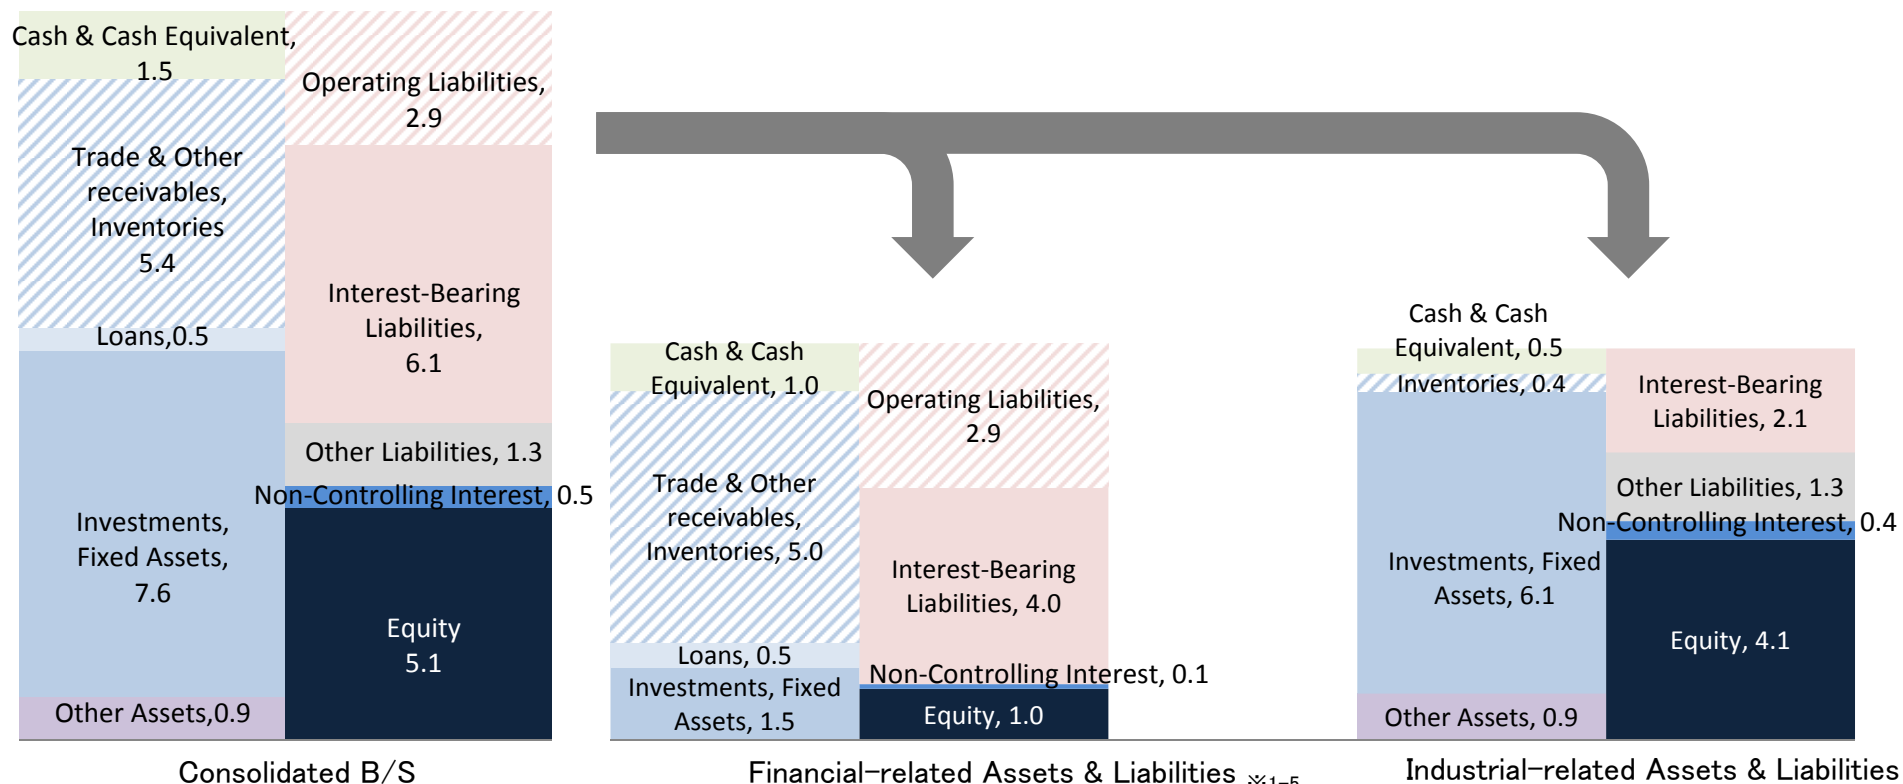 Cash & Cash Equivalent,
1.5
Trade & Other
receivables,
Inventories
5.4
Loans,0.5
Investments,
Fixed Assets,
7.6
Other Assets,0.9
Operating Liabilities,
2.9
Interest-Bearing
Liabilities,
6.1
Other Liabilities, 1.3
Non-Controlling Interest, 0.5
Equity
5.1
Consolidated B/S
Cash & Cash
Equivalent, 1.0
Trade & Other
receivables,
Inventories, 5.0
Loans, 0.5
Investments, Fixed
Assets, 1.5
Operating Liabilities,
2.9
Interest-Bearing
Liabilities, 4.0
Non-Controlling Interest, 0.1
Equity, 1.0
Financial-related Assets & Liabilities ※1-5
Cash & Cash
Equivalent, 0.5
Inventories, 0.4
Investments, Fixed
Assets, 6.1
Other Assets, 0.9
Interest-Bearing
Liabilities, 2.1
Other Liabilities, 1.3
Non-Controlling Interest, 0.4
Equity, 4.1
Industrial-related Assets & Liabilities